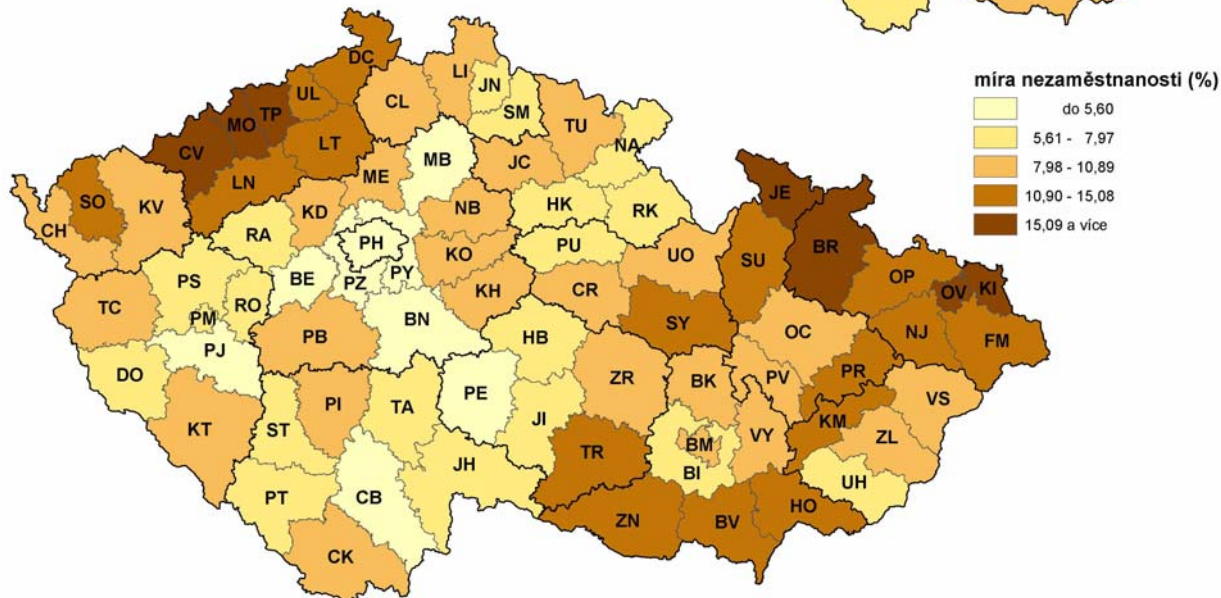 míra nezaměstnanosti (%)
do 5,60
5,61 - 7,97
7,98 - 10,89
10,90 - 15,08
15,09 a více
DC
LI
JN
UL
CL
SM
TU
MO
TP
CV
LT
MB
NA
ME
JC
JE
LN
SO
KV
KD
NB
HK
RK
CH
RA
PH
PU
KO
UO
SU
BR
OP
OV
KI
BE
PZ
PY
PS
RO
TC
PM
KH
CR
BN
SY
OC
NJ
FM
PJ
PB
HB
DO
PR
ZR
BK
PV
VS
PE
KT
PI
TA
ST
JI
KM
BM
VY
ZL
TR
JH
BI
UH
PT
CB
HO
ZN
BV
CK